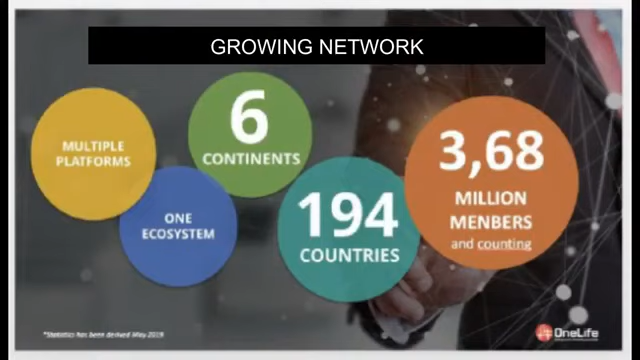 GROWING NETWORK
MULTIPLE
PLATFORMS
6
CONTINENTS
ONE
ECOSYSTEM
194
COUNTRIES
3,68
MILLION
MENBERS
and counting
*Statistics has been derived May 2019
OneLife